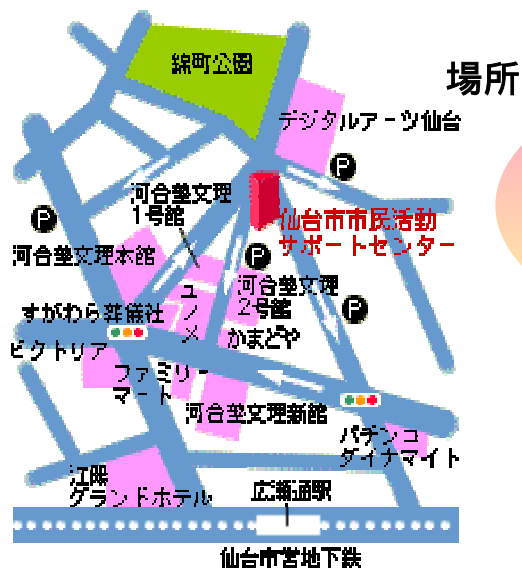 錦町公園
場所
デジタルアーツ仙台
河合塾文理
1号館
P
P
仙台市市民活動
サポートセンター
河合塾文理本館
P
河合塾文理
2号館
P
ユノメ
すがわら葬儀社
かまどや
ビクトリア
ファミリー
マート
河合塾文理新館
パチンコ
ダイナマイト
江陽
グランドホテル
広瀬通駅
仙台市営地下鉄